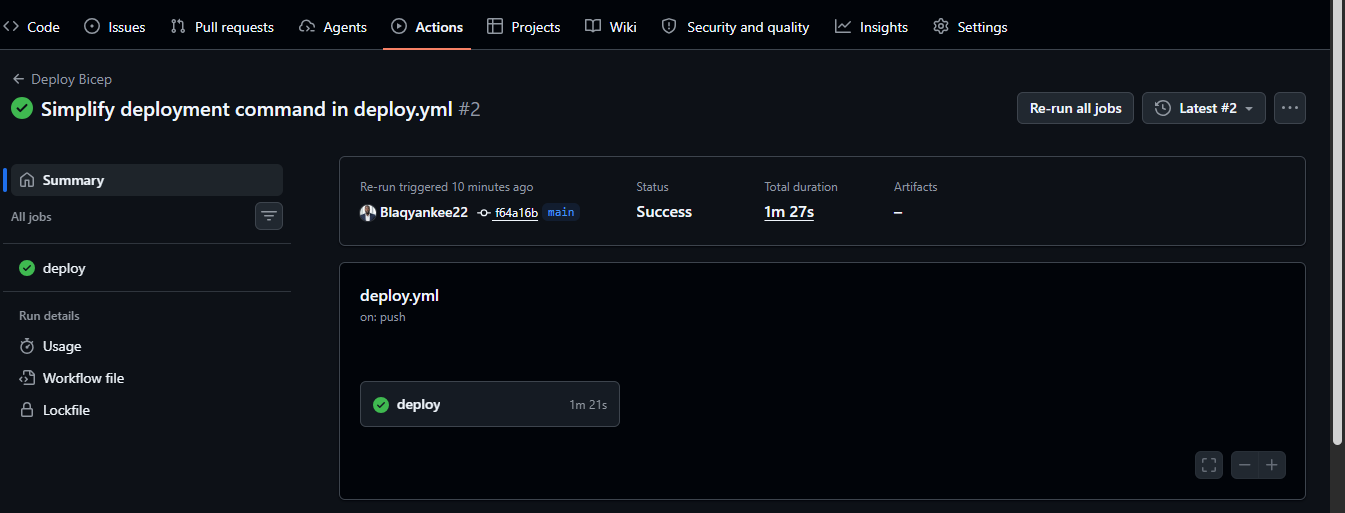 Code Issues Pull requests Agents Actions Projects Wiki Security and quality Insights Settings
Deploy Bicep
Simplify deployment command in deploy.yml #2
Re-run all jobs Latest #2
Summary
All jobs
deploy
Run details
Usage
Workflow file
Lockfile
Re-run triggered 10 minutes ago Status Total duration Artifacts
Blaqyankee22 f64a16b main Success 1m 27s –
deploy.yml
on: push
deploy 1m 21s